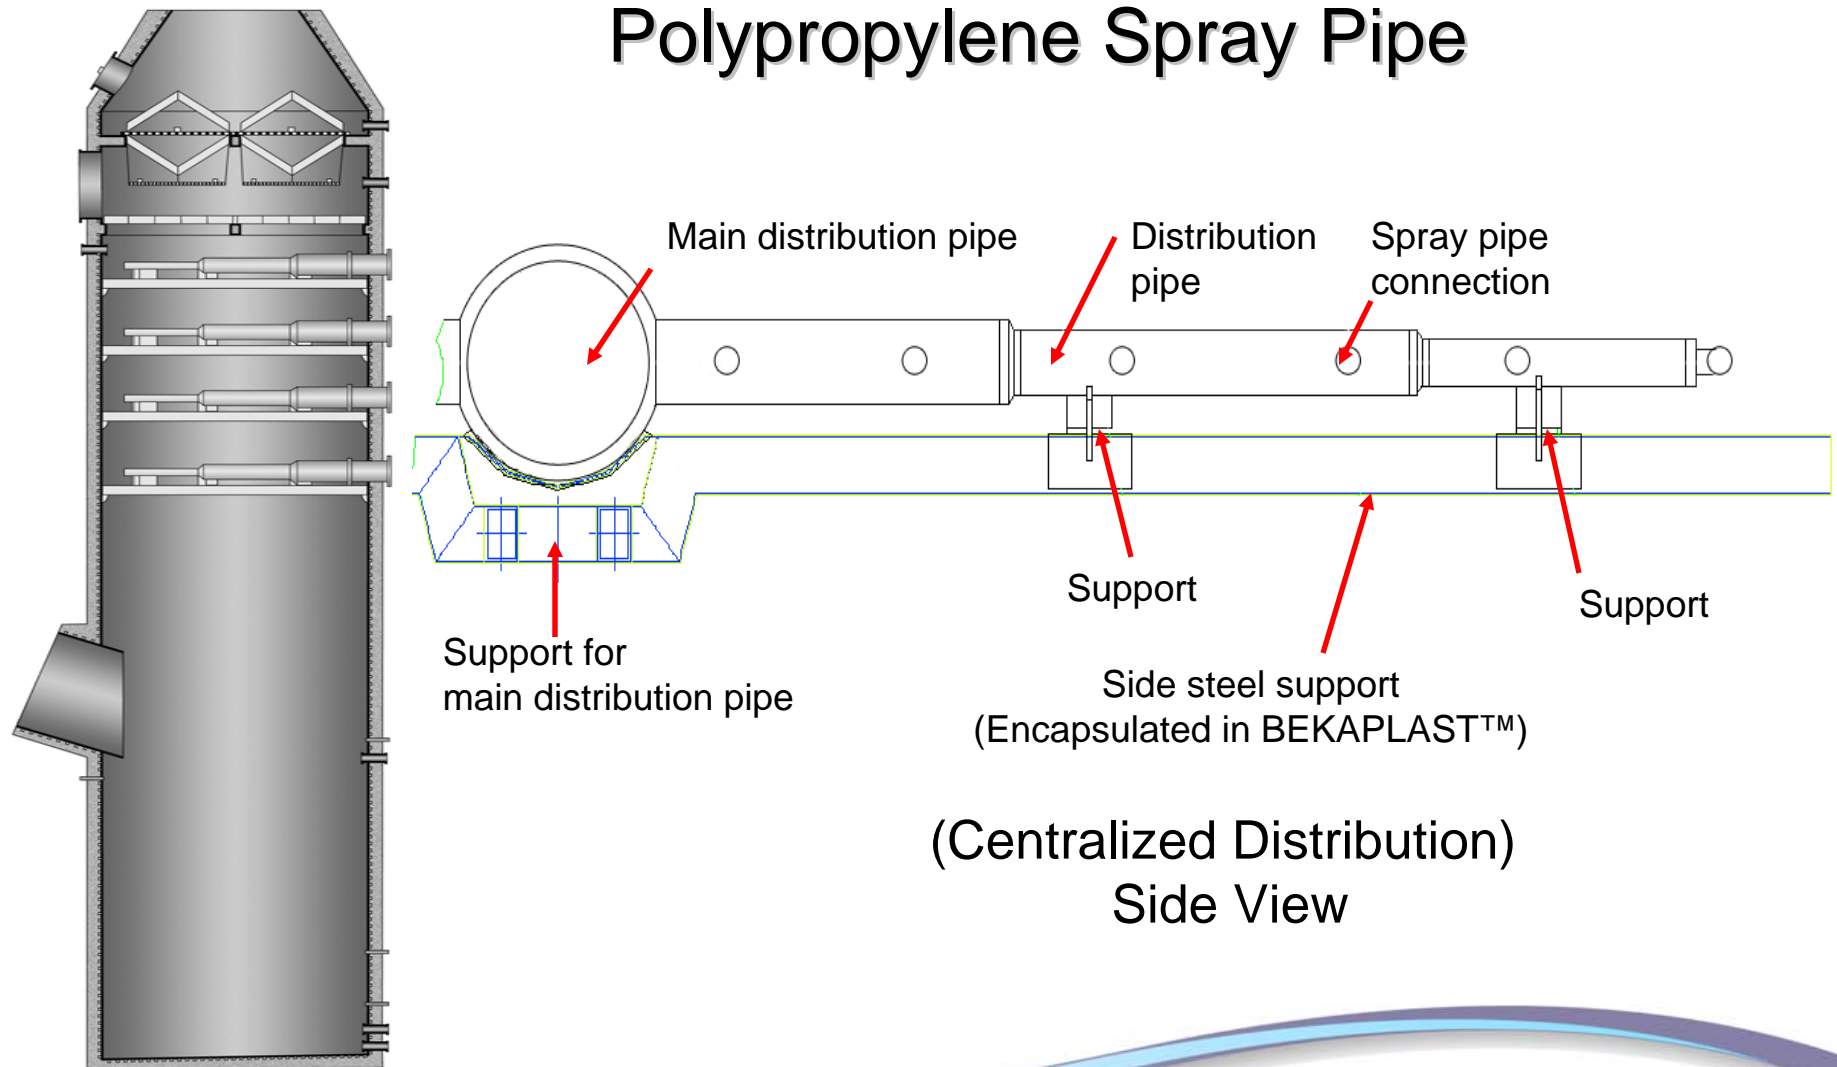 Polypropylene Spray Pipe
Main distribution pipe
Distribution
pipe
Spray pipe
connection
Support
Support
Support for
main distribution pipe
Side steel support
(Encapsulated in BEKAPLAST™)
(Centralized Distribution)
Side View